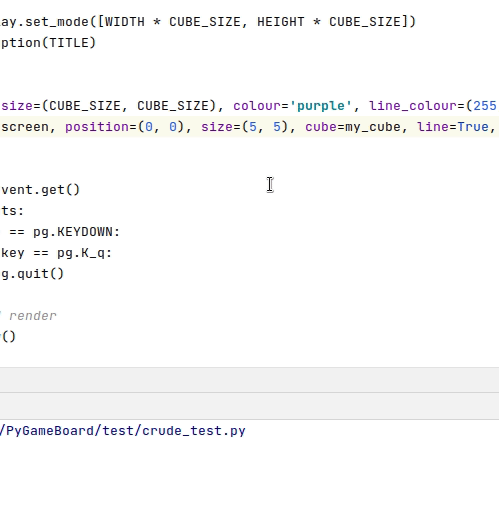 ay.set_mode([WIDTH * CUBE_SIZE, HEIGHT * CUBE_SIZE])
ption(TITLE)
size=(CUBE_SIZE, CUBE_SIZE), colour='purple', line_colour=(255
screen, position=(0, 0), size=(5, 5), cube=my_cube, line=True,
vent.get()
ts:
== pg.KEYDOWN:
key == pg.K_q:
g.quit()
render
()
/PyGameBoard/test/crude_test.py